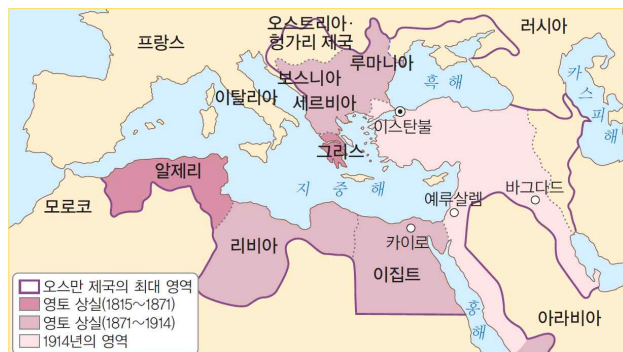 오스트리아·
헝가리 제국
러시아
프랑스
루마니아
보스니아
흑해
카스피해
이탈리아
세르비아
이스탄불
그리스
알제리
지중해
예루살렘
바그다드
모로코
카이로
리비아
이집트
홍해
아라비아
오스만 제국의 최대 영역
영토 상실(1815~1871)
영토 상실(1871~1914)
1914년의 영역